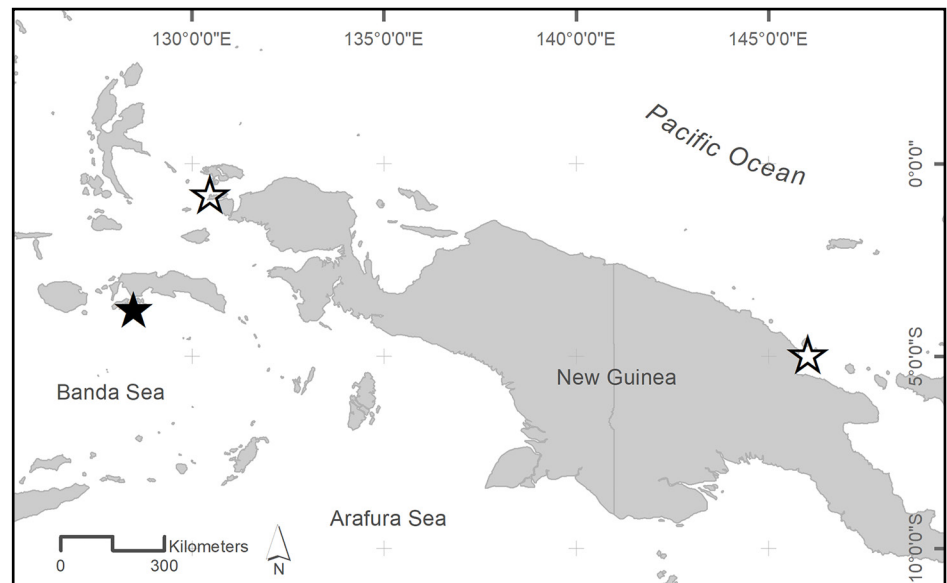 130°0'0"E
135°0'0"E
140°0'0"E
145°0'0"E
Pacific Ocean
0°0'0"
5°0'0"S
New Guinea
Banda Sea
Arafura Sea
10°0'0"S
Kilometers
0
300
N